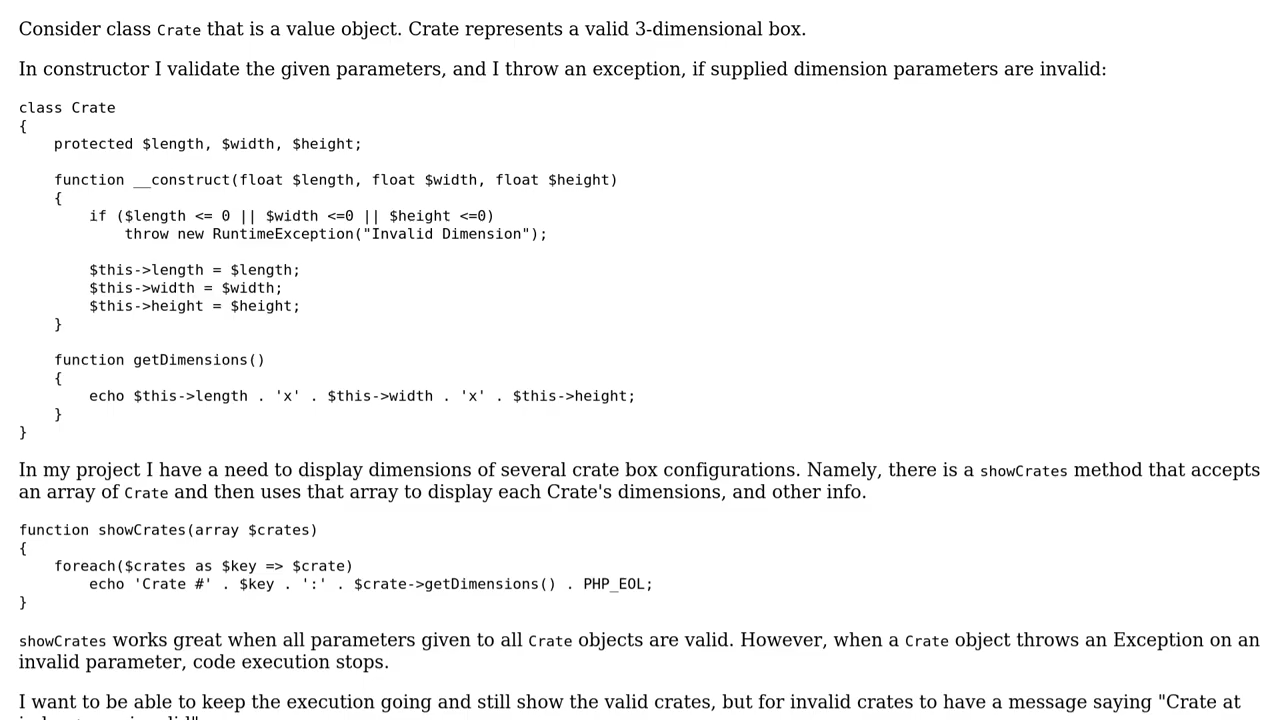 Consider class Crate that is a value object. Crate represents a valid 3-dimensional box.
In constructor I validate the given parameters, and I throw an exception, if supplied dimension parameters are invalid:
class Crate
{
    protected $length, $width, $height;
    function __construct(float $length, float $width, float $height)
    {
        if ($length <= 0 || $width <=0 || $height <=0)
            throw new RuntimeException("Invalid Dimension");
        $this->length = $length;
        $this->width = $width;
        $this->height = $height;
    }
    function getDimensions()
    {
        echo $this->length . 'x' . $this->width . 'x' . $this->height;
    }
}
In my project I have a need to display dimensions of several crate box configurations. Namely, there is a showCrates method that accepts
an array of Crate and then uses that array to display each Crate's dimensions, and other info.
function showCrates(array $crates)
{
    foreach($crates as $key => $crate)
        echo 'Crate #' . $key . ':' . $crate->getDimensions() . PHP_EOL;
}
showCrates works great when all parameters given to all Crate objects are valid. However, when a Crate object throws an Exception on an
invalid parameter, code execution stops.
I want to be able to keep the execution going and still show the valid crates, but for invalid crates to have a message saying "Crate at